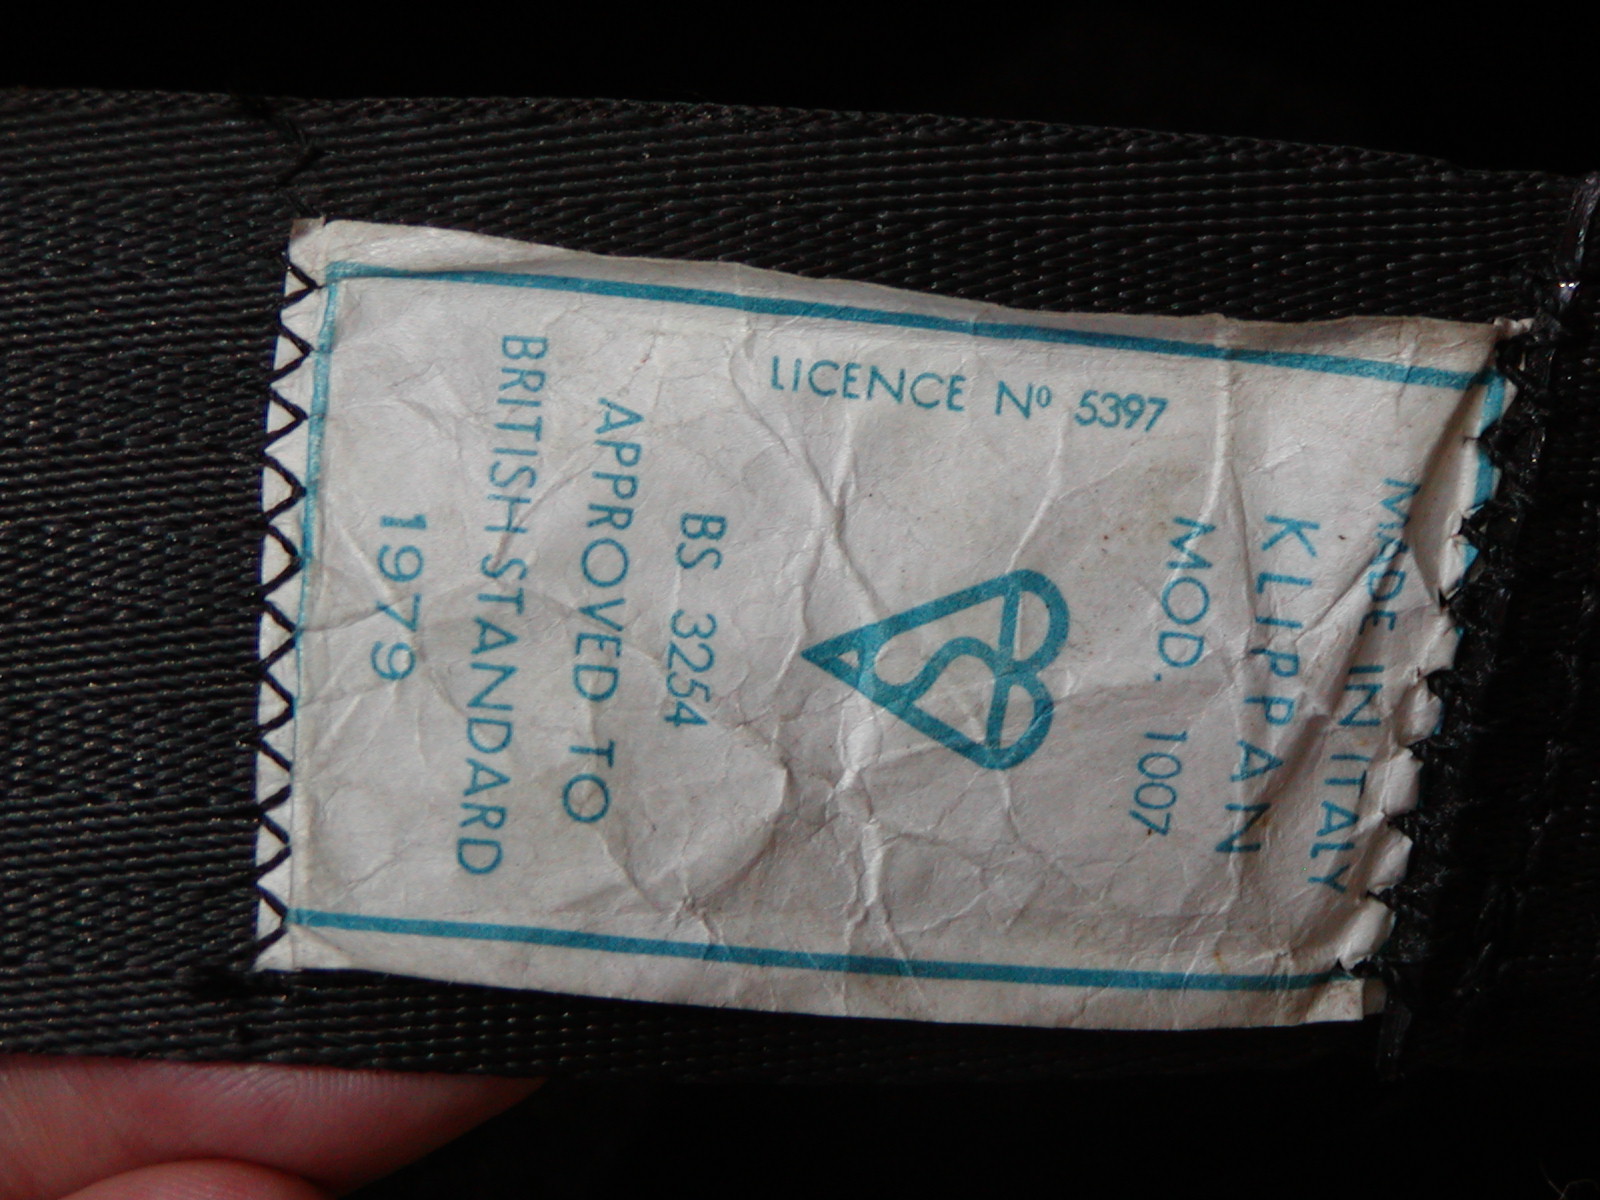 MADE IN ITALY
KLIPPAN
MOD. 1007
LICENCE Nº 5397
BS 3254
APPROVED TO
BRITISH STANDARD
1979